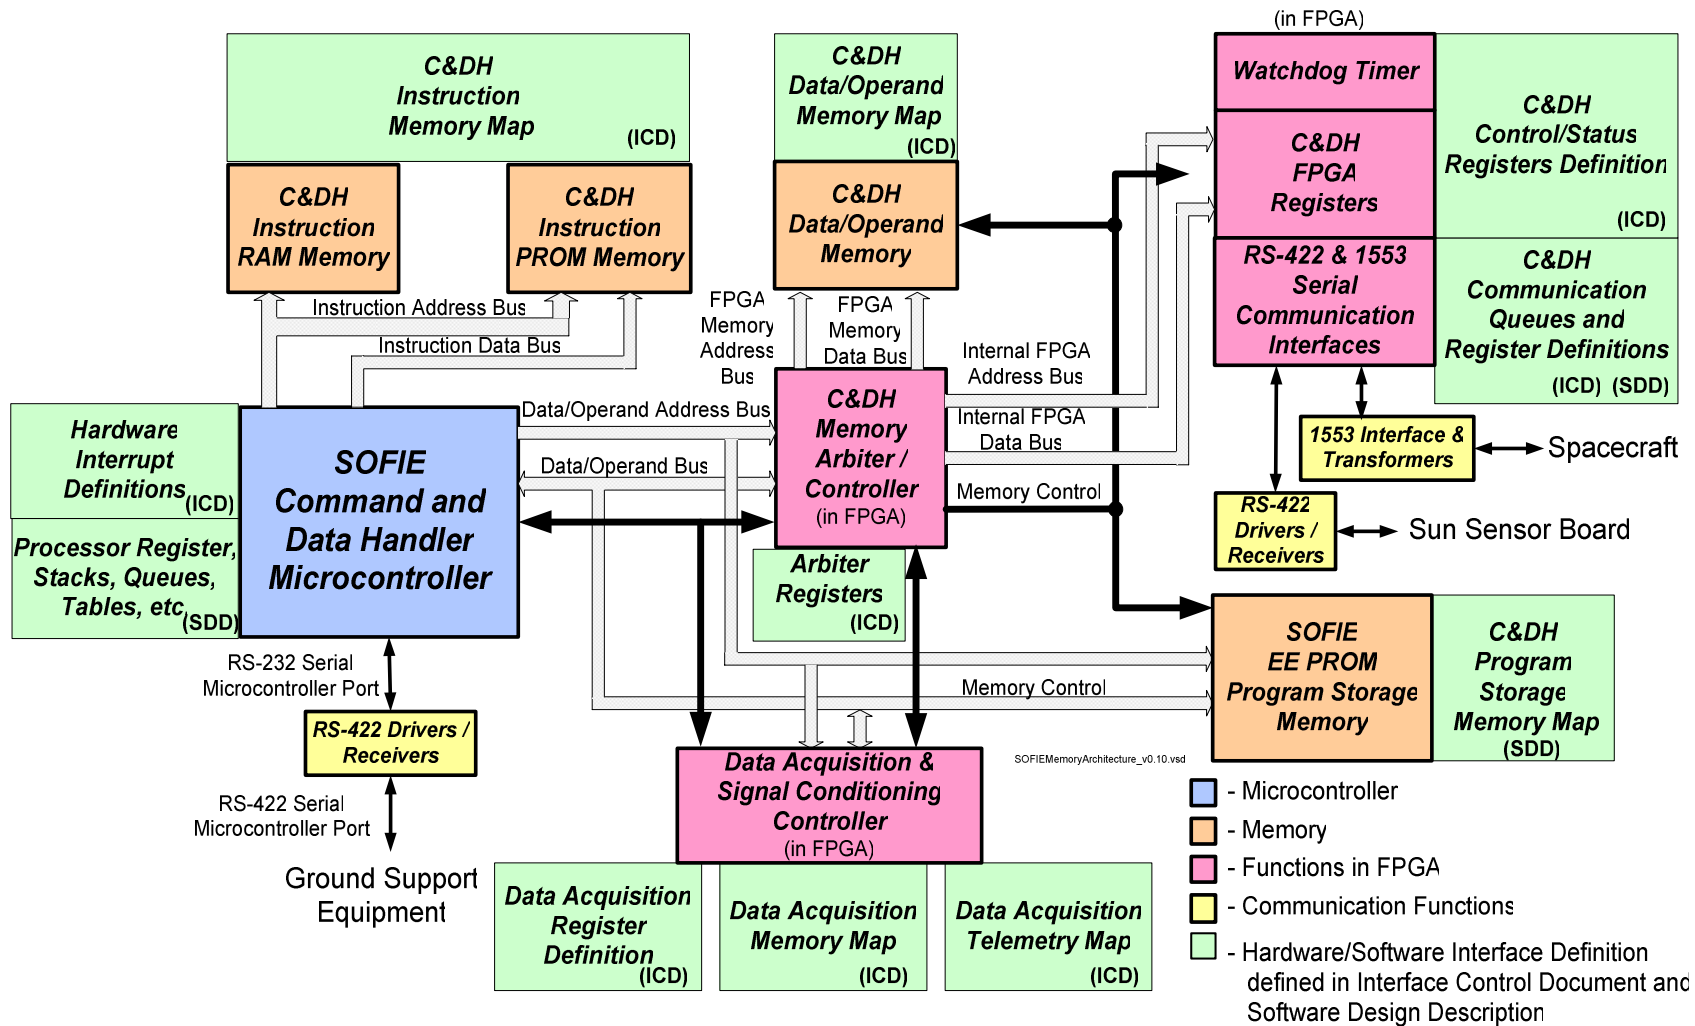 C&DH
Instruction
Memory Map
(ICD)
C&DH
Data/Operand
Memory Map
(ICD)
(in FPGA)
Watchdog Timer
C&DH
Control/Status
Registers Definition
(ICD)
C&DH
FPGA
Registers
C&DH
Instruction
RAM Memory
C&DH
Instruction
PROM Memory
C&DH
Data/Operand
Memory
RS-422 & 1553
Serial
Communication
Interfaces
C&DH
Communication
Queues and
Register Definitions
(ICD) (SDD)
Instruction Address Bus
Instruction Data Bus
FPGA
Memory
Address
Bus
FPGA
Memory
Data Bus
Internal FPGA
Address Bus
Internal FPGA
Data Bus
Memory Control
Hardware
Interrupt
Definitions
(ICD)
Processor Register,
Stacks, Queues,
Tables, etc
(SDD)
SOFIE
Command and
Data Handler
Microcontroller
Data/Operand Address Bus
Data/Operand Bus
C&DH
Memory
Arbiter /
Controller
(in FPGA)
Arbiter
Registers
(ICD)
1553 Interface &
Transformers
Spacecraft
RS-422
Drivers /
Receivers
Sun Sensor Board
RS-232 Serial
Microcontroller Port
RS-422 Drivers /
Receivers
RS-422 Serial
Microcontroller Port
Ground Support
Equipment
Memory Control
SOFIE
EE PROM
Program Storage
Memory
C&DH
Program
Storage
Memory Map
(SDD)
Data Acquisition &
Signal Conditioning
Controller
(in FPGA)
SOFIEMemoryArchitecture_v0.10.vsd
Data Acquisition
Register
Definition
(ICD)
Data Acquisition
Memory Map
(ICD)
Data Acquisition
Telemetry Map
(ICD)
- Microcontroller
- Memory
- Functions in FPGA
- Communication Functions
- Hardware/Software Interface Definition
defined in Interface Control Document and
Software Design Description